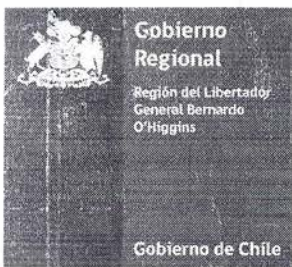 Gobierno
Regional
Región del Libertador
General Bernardo
O'Higgins
Gobierno de Chile